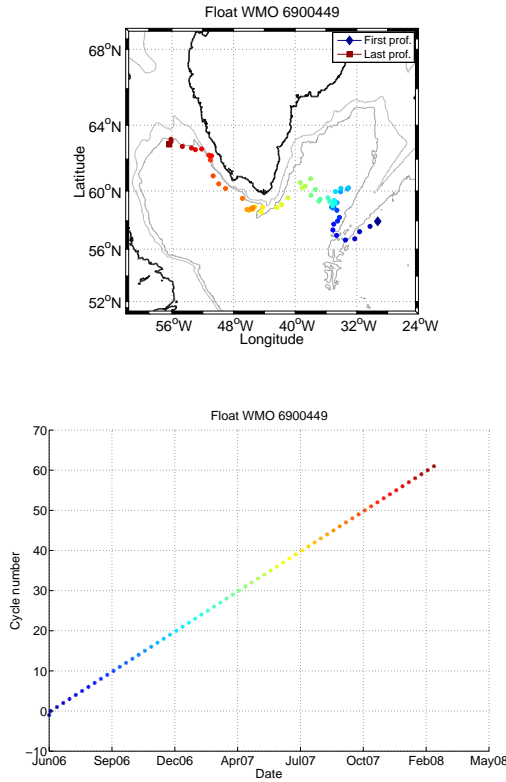 Float WMO 6900449
First prof.
Last prof.
68°N
64°N
60°N
56°N
52°N
Latitude
56°W 48°W 40°W 32°W 24°W
Longitude
Float WMO 6900449
70
60
50
40
30
20
10
0
−10
Cycle number
Jun06 Sep06 Dec06 Apr07 Jul07 Oct07 Feb08 May08
Date